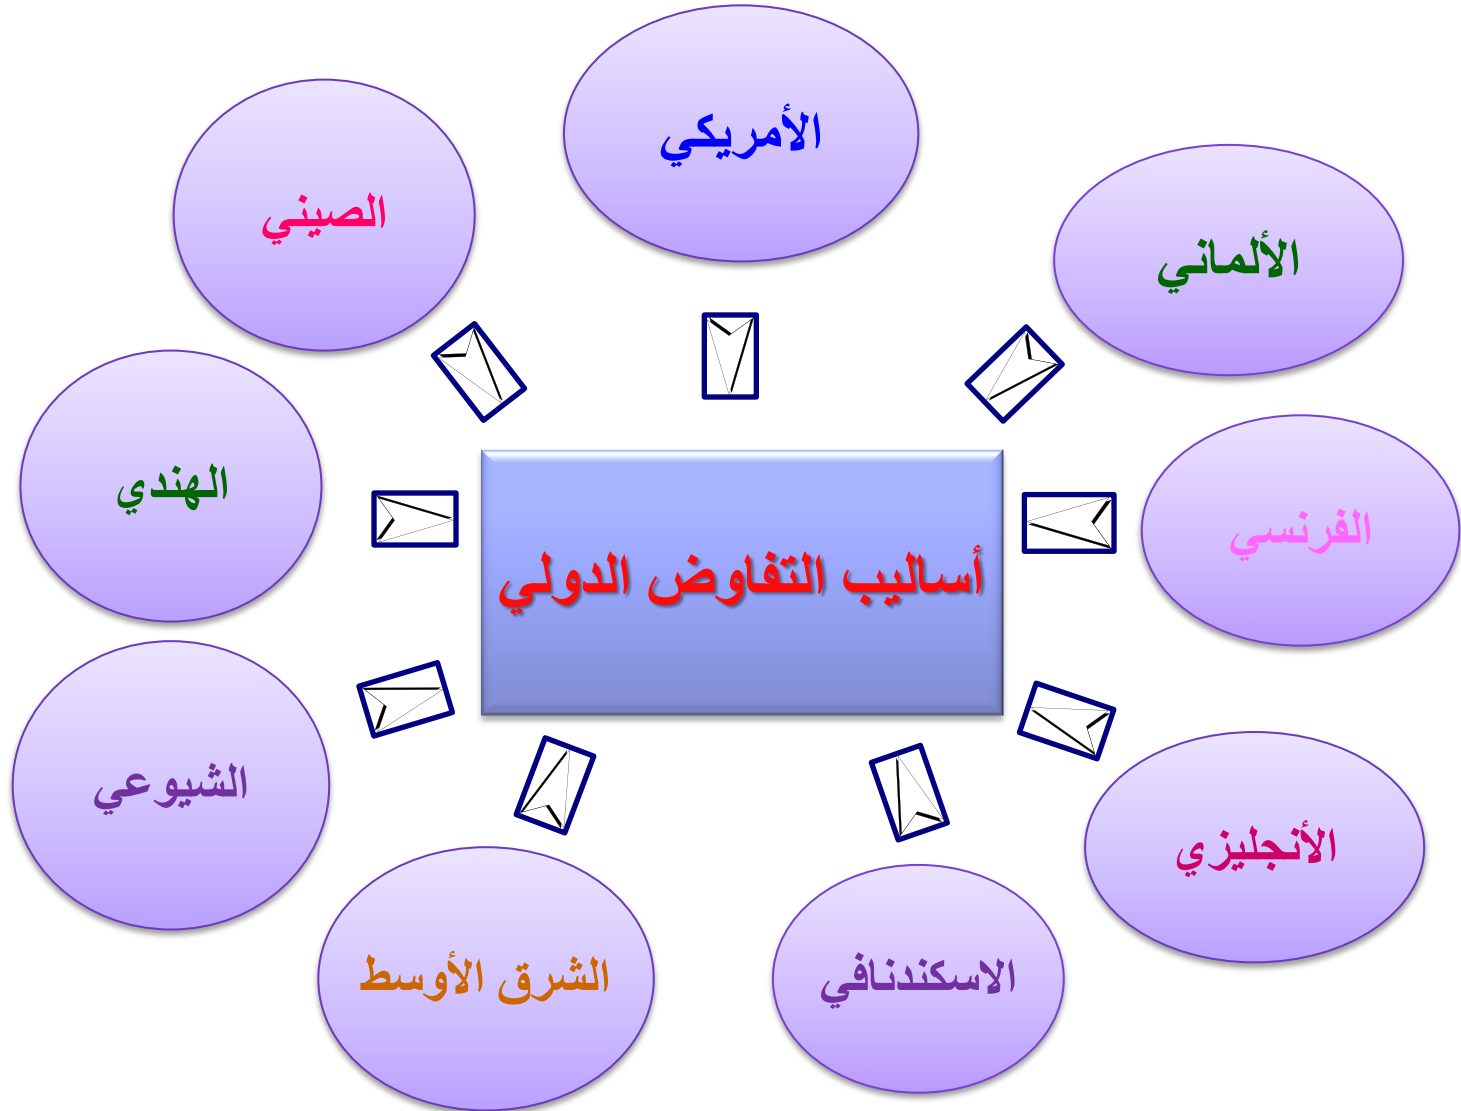 الأمريكي
الصيني
الألماني
الهندي
الفرنسي
أساليب التفاوض الدولي
الشيوعي
الأنجليزي
الشرق الأوسط
الاسكندنافي